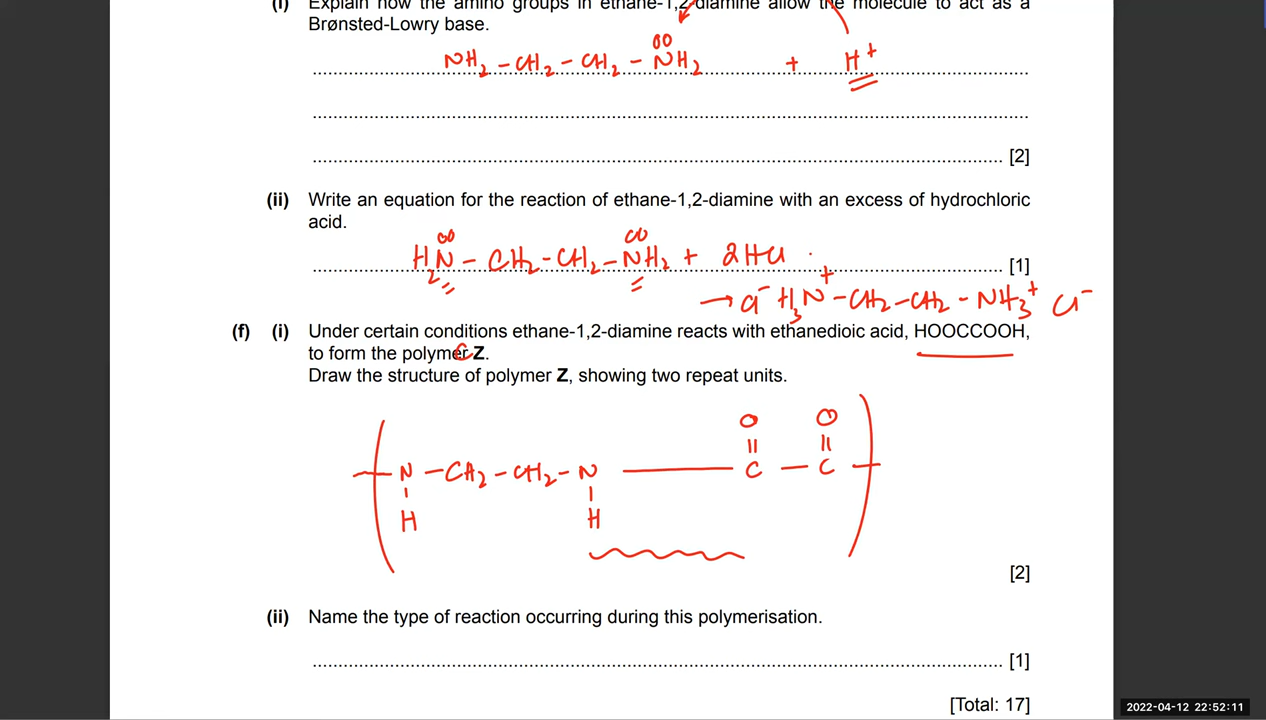 (i) Explain how the amino groups in ethane-1,2-diamine allow the molecule to act as a
Brønsted-Lowry base.
NH2 – CH2 – CH2 – NH2 + H+
[2]
(ii) Write an equation for the reaction of ethane-1,2-diamine with an excess of hydrochloric
acid.
H2N – CH2 – CH2 – NH2 + 2HCl
[1]
→ Cl– H3N+ – CH2 – CH2 – NH3+ Cl–
(f) (i) Under certain conditions ethane-1,2-diamine reacts with ethanedioic acid, HOOCCOOH,
to form the polymer Z.
Draw the structure of polymer Z, showing two repeat units.
O O
|| ||
– N – CH2 – CH2 – N – C – C –
| |
H H
[2]
(ii) Name the type of reaction occurring during this polymerisation.
[1]
[Total: 17]
2022-04-12 22:52:11